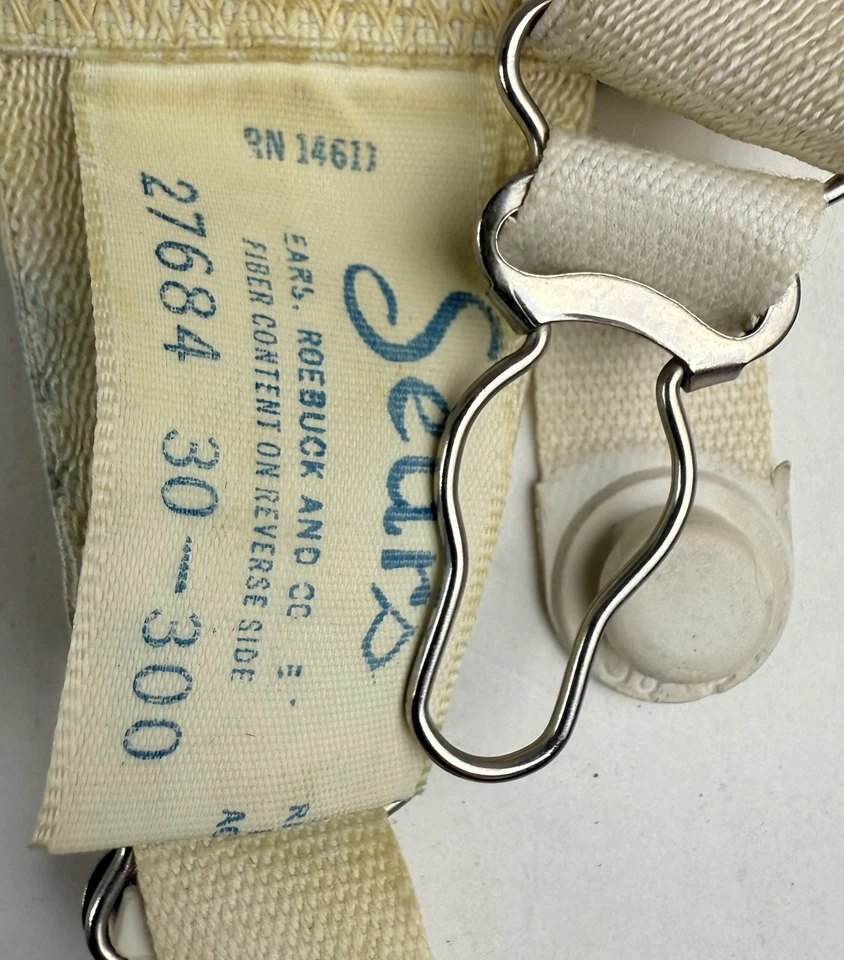 RN 14611
Sears
EARS, ROEBUCK AND CO
FIBER CONTENT ON REVERSE SIDE
27684 30-300